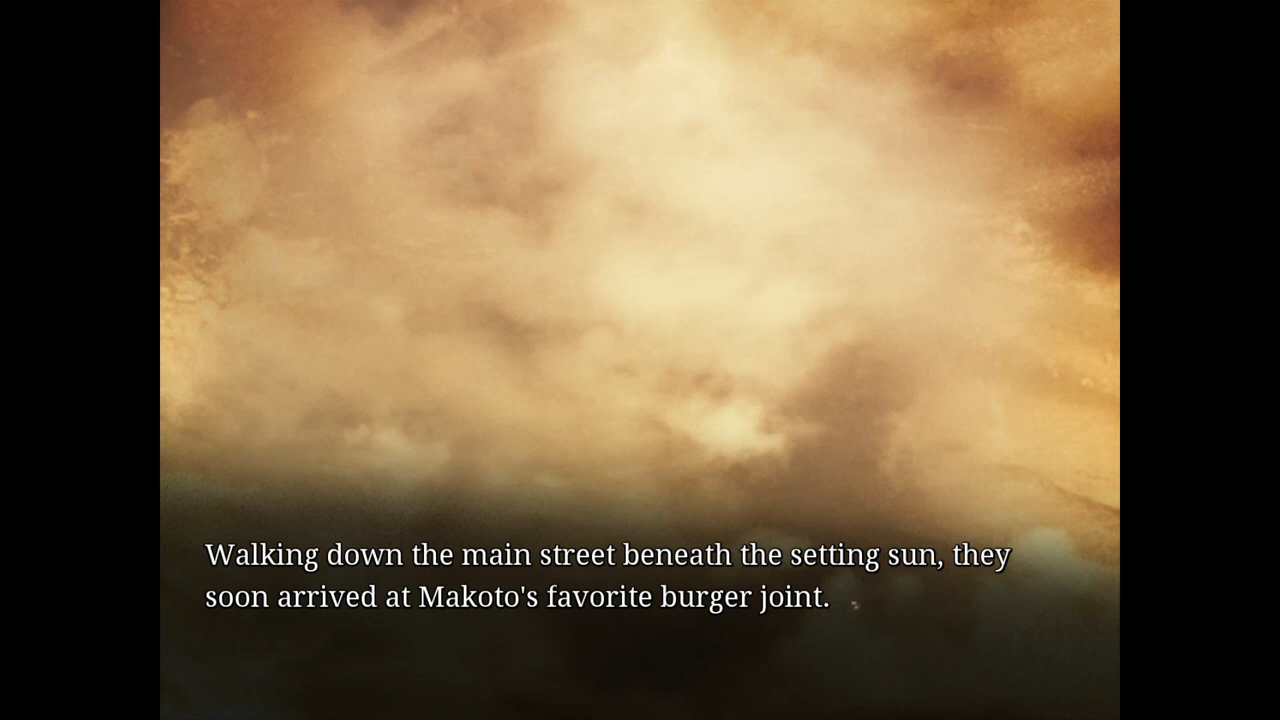 Walking down the main street beneath the setting sun, they
soon arrived at Makoto's favorite burger joint.